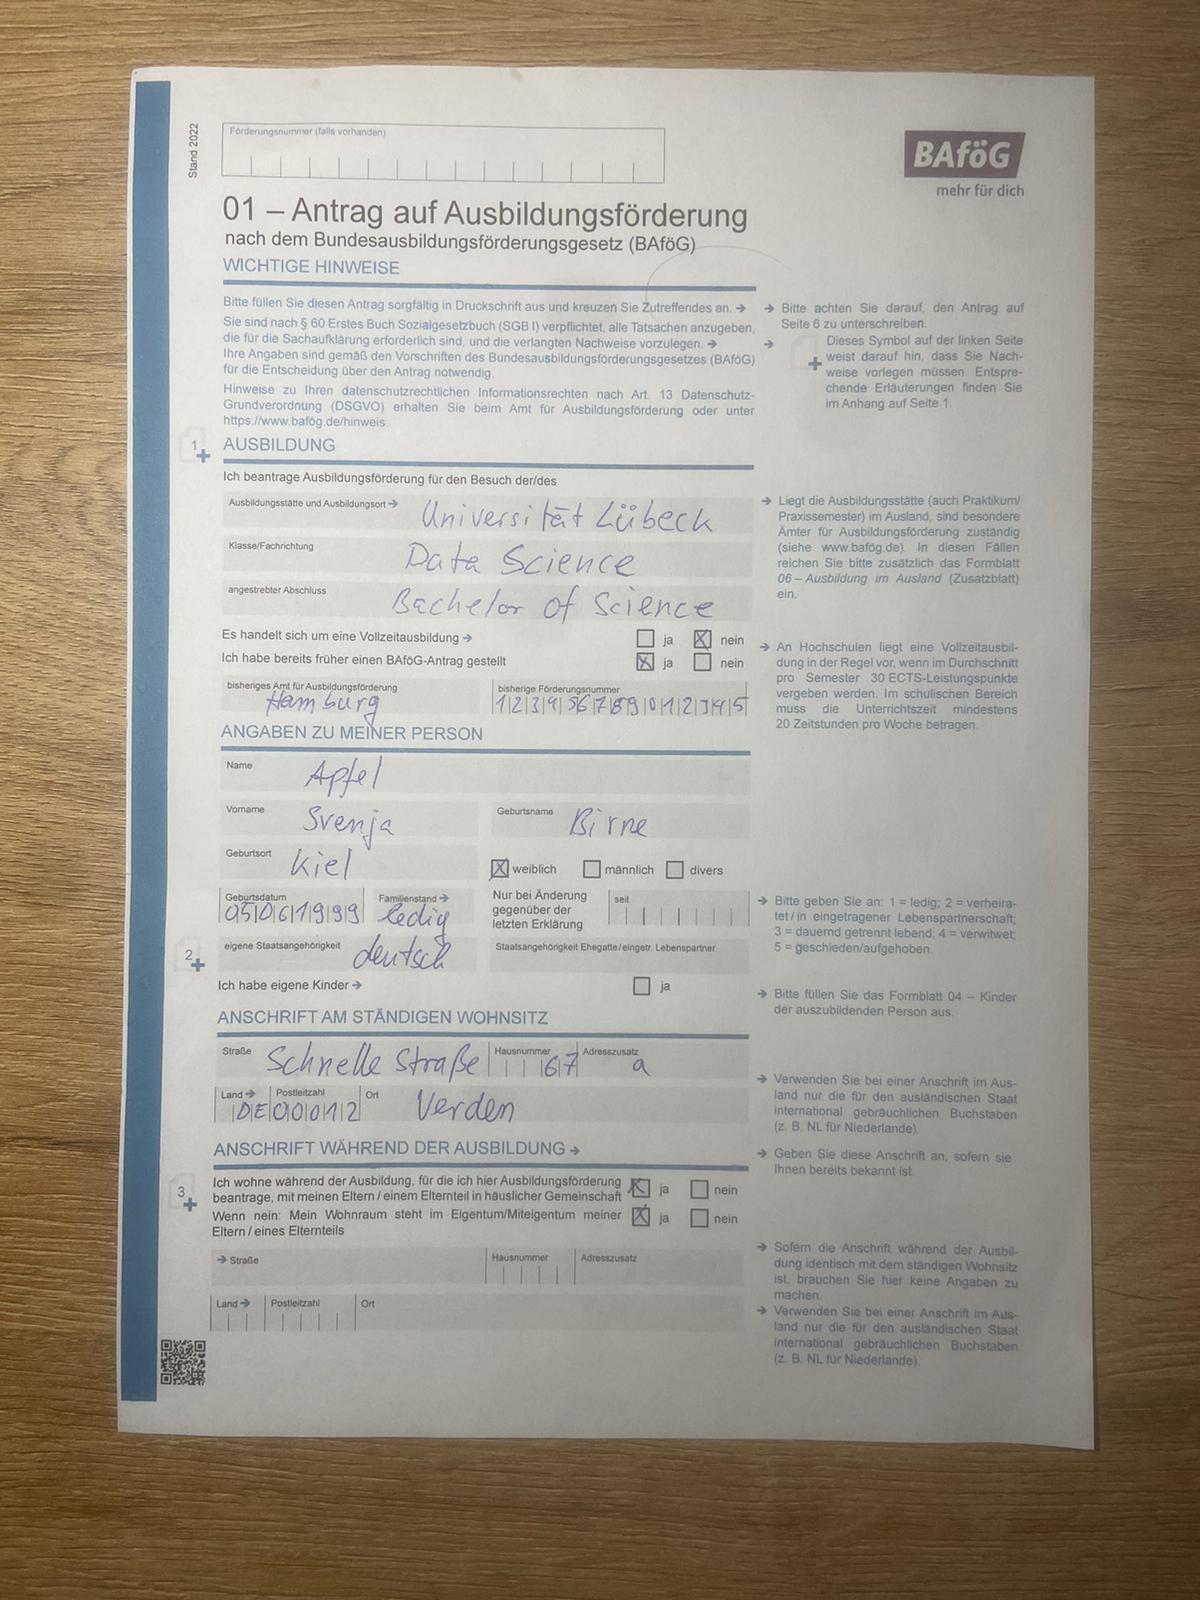 Stand 2022
Förderungsnummer (falls vorhanden)
BAföG
mehr für dich
01 – Antrag auf Ausbildungsförderung
nach dem Bundesausbildungsförderungsgesetz (BAföG)
WICHTIGE HINWEISE
Bitte füllen Sie diesen Antrag sorgfältig in Druckschrift aus und kreuzen Sie Zutreffendes an. →
Sie sind nach § 60 Erstes Buch Sozialgesetzbuch (SGB I) verpflichtet, alle Tatsachen anzugeben,
die für die Sachaufklärung erforderlich sind, und die verlangten Nachweise vorzulegen. →
Ihre Angaben sind gemäß den Vorschriften des Bundesausbildungsförderungsgesetzes (BAföG)
für die Entscheidung über den Antrag notwendig.
Hinweise zu Ihren datenschutzrechtlichen Informationsrechten nach Art. 13 Datenschutz-
Grundverordnung (DSGVO) erhalten Sie beim Amt für Ausbildungsförderung oder unter
https://www.bafög.de/hinweis.
→ Bitte achten Sie darauf, den Antrag auf
Seite 6 zu unterschreiben.
→ Dieses Symbol auf der linken Seite
weist darauf hin, dass Sie Nach-
weise vorlegen müssen. Entspre-
chende Erläuterungen finden Sie
im Anhang auf Seite 1.
1 AUSBILDUNG
Ich beantrage Ausbildungsförderung für den Besuch der/des
Ausbildungsstätte und Ausbildungsort → Universität Lübeck
Klasse/Fachrichtung Data Science
angestrebter Abschluss Bachelor of Science
→ Liegt die Ausbildungsstätte (auch Praktikum/
Praxissemester) im Ausland, sind besondere
Ämter für Ausbildungsförderung zuständig
(siehe www.bafög.de). In diesen Fällen
reichen Sie bitte zusätzlich das Formblatt
06 – Ausbildung im Ausland (Zusatzblatt)
ein.
Es handelt sich um eine Vollzeitausbildung → ja X nein
Ich habe bereits früher einen BAföG-Antrag gestellt X ja nein
bisheriges Amt für Ausbildungsförderung bisherige Förderungsnummer
Hamburg 123456789012345
→ An Hochschulen liegt eine Vollzeitausbil-
dung in der Regel vor, wenn im Durchschnitt
pro Semester 30 ECTS-Leistungspunkte
vergeben werden. Im schulischen Bereich
muss die Unterrichtszeit mindestens
20 Zeitstunden pro Woche betragen.
ANGABEN ZU MEINER PERSON
Name Apfel
Vorname Svenja Geburtsname Birne
Geburtsort Kiel X weiblich männlich divers
Geburtsdatum Familienstand → Nur bei Änderung seit
05061999 ledig gegenüber der
letzten Erklärung
→ Bitte geben Sie an: 1 = ledig; 2 = verheira-
tet / in eingetragener Lebenspartnerschaft;
3 = dauernd getrennt lebend; 4 = verwitwet;
5 = geschieden/aufgehoben.
2 eigene Staatsangehörigkeit deutsch Staatsangehörigkeit Ehegatte/eingetr. Lebenspartner
Ich habe eigene Kinder → ja
→ Bitte füllen Sie das Formblatt 04 – Kinder
der auszubildenden Person aus.
ANSCHRIFT AM STÄNDIGEN WOHNSITZ
Straße Schnelle Straße Hausnummer 67 Adresszusatz a
Land → DE Postleitzahl 00012 Ort Verden
→ Verwenden Sie bei einer Anschrift im Aus-
land nur die für den ausländischen Staat
international gebräuchlichen Buchstaben
(z. B. NL für Niederlande).
ANSCHRIFT WÄHREND DER AUSBILDUNG →
→ Geben Sie diese Anschrift an, sofern sie
Ihnen bereits bekannt ist.
3 Ich wohne während der Ausbildung, für die ich hier Ausbildungsförderung
beantrage, mit meinen Eltern / einem Elternteil in häuslicher Gemeinschaft X ja nein
Wenn nein: Mein Wohnraum steht im Eigentum/Miteigentum meiner X ja nein
Eltern / eines Elternteils
→ Straße Hausnummer Adresszusatz
Land → Postleitzahl Ort
→ Sofern die Anschrift während der Ausbil-
dung identisch mit dem ständigen Wohnsitz
ist, brauchen Sie hier keine Angaben zu
machen.
→ Verwenden Sie bei einer Anschrift im Aus-
land nur die für den ausländischen Staat
international gebräuchlichen Buchstaben
(z. B. NL für Niederlande).